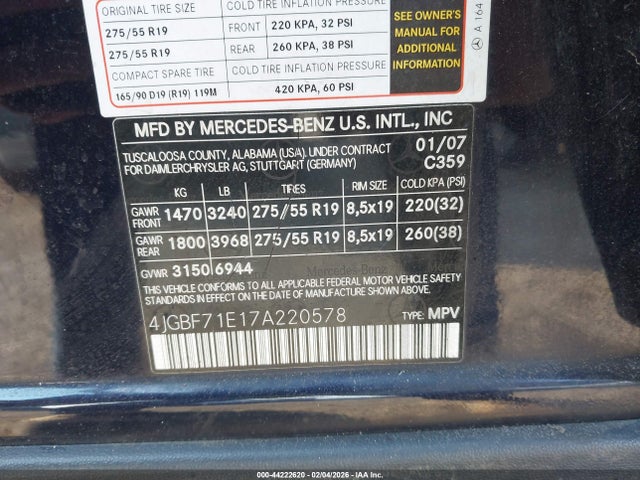 ORIGINAL TIRE SIZE COLD TIRE INFLATION PRESSURE
275/55 R19 FRONT 220 KPA, 32 PSI
275/55 R19 REAR 260 KPA, 38 PSI
COMPACT SPARE TIRE COLD TIRE INFLATION PRESSURE
165/90 D19 (R19) 119M 420 KPA, 60 PSI
SEE OWNER'S
MANUAL FOR
ADDITIONAL
INFORMATION
A 164
MFD BY MERCEDES-BENZ U.S. INTL., INC
TUSCALOOSA COUNTY, ALABAMA (USA). UNDER CONTRACT 01/07
FOR DAIMLERCHRYSLER AG, STUTTGART (GERMANY) C359
KG LB TIRES RIM SIZE COLD KPA (PSI)
GAWR FRONT 1470 3240 275/55 R19 8,5x19 220(32)
GAWR REAR 1800 3968 275/55 R19 8,5x19 260(38)
GVWR 3150 6944
Mercedes-Benz
THIS VEHICLE CONFORMS TO ALL APPLICABLE FEDERAL MOTOR VEHICLE SAFETY
STANDARDS IN EFFECT ON THE DATE OF MANUFACTURE SHOWN ABOVE.
4JGBF71E17A220578 TYPE: MPV
000-44222620 - 02/04/2026 - IAA, Inc.